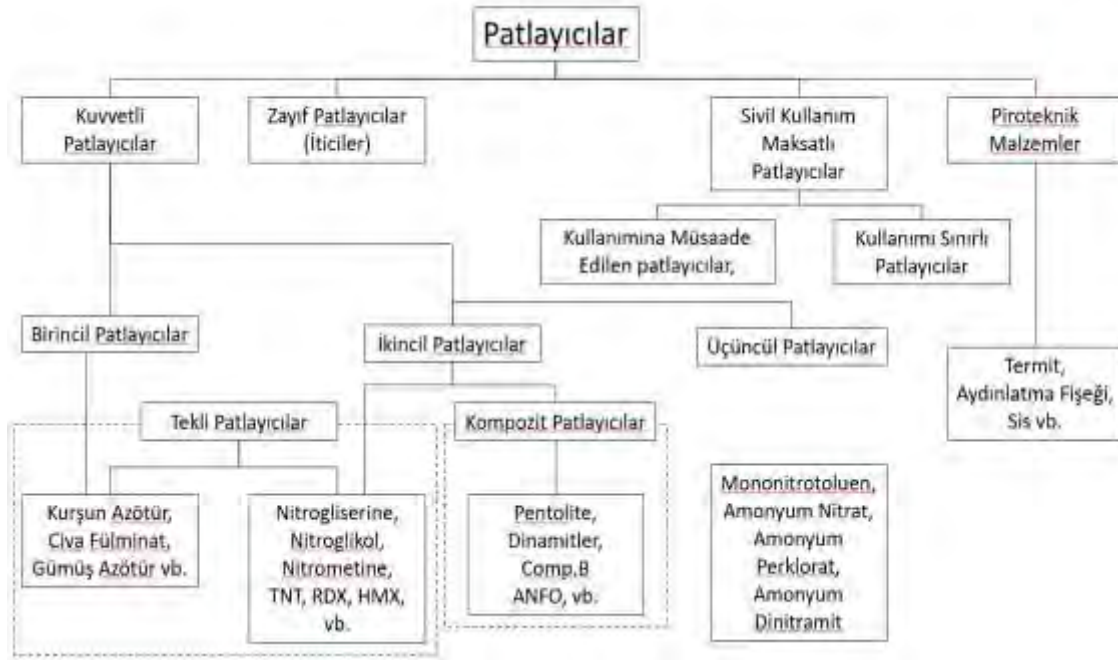 Patlayıcılar
Kuvvetli
Patlayıcılar
Zayıf Patlayıcılar
(İticiler)
Sivil Kullanım
Maksatlı
Patlayıcılar
Piroteknik
Malzemler
Kullanımına Müsaade
Edilen patlayıcılar,
Kullanımı Sınırlı
Patlayıcılar
Birincil Patlayıcılar
İkincil Patlayıcılar
Üçüncül Patlayıcılar
Termit,
Aydınlatma Fişeği,
Sis vb.
Tekli Patlayıcılar
Kompozit Patlayıcılar
Kurşun Azötür,
Civa Fülminat,
Gümüş Azötür vb.
Nitrogliserine,
Nitroglikol,
Nitrometine,
TNT, RDX, HMX,
vb.
Pentolite,
Dinamitler,
Comp.B
ANFO, vb.
Mononitrotoluen,
Amonyum Nitrat,
Amonyum
Perklorat,
Amonyum
Dinitramit